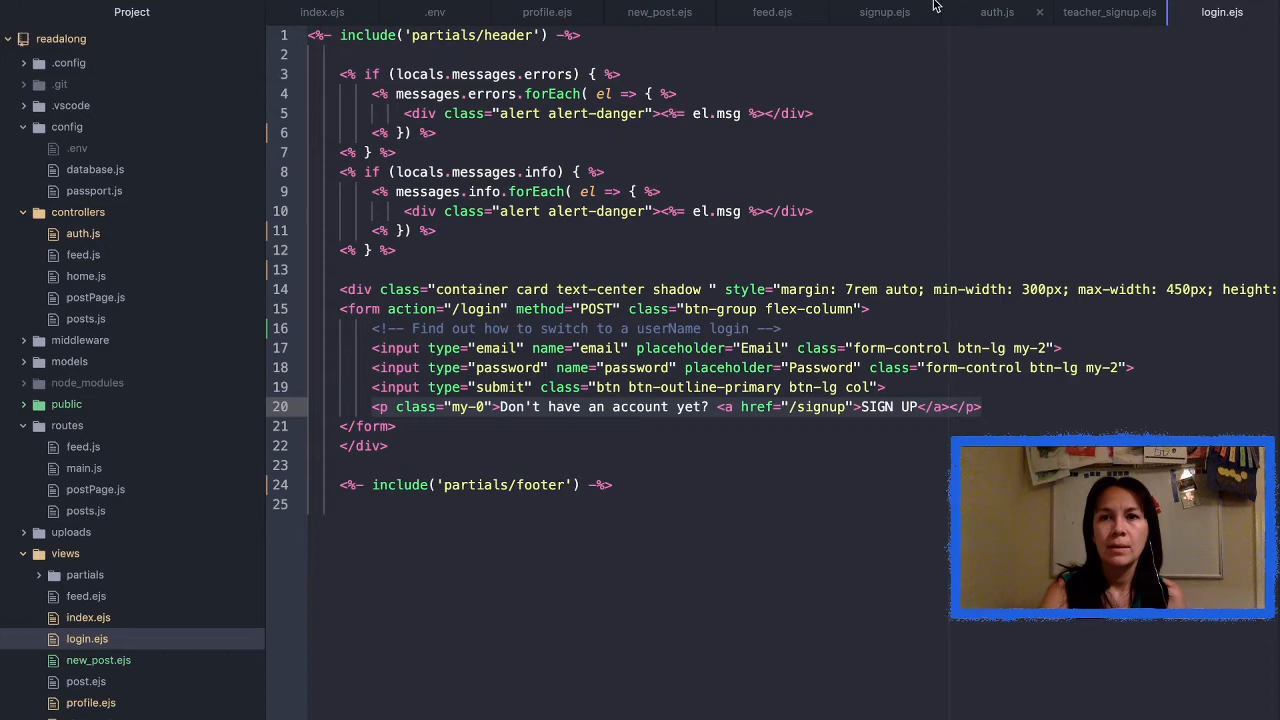 Project
index.ejs
.env
profile.ejs
new_post.ejs
feed.ejs
signup.ejs
auth.js
teacher_signup.ejs
login.ejs
readalong
.config
.git
.vscode
config
.env
database.js
passport.js
controllers
auth.js
feed.js
home.js
postPage.js
posts.js
middleware
models
node_modules
public
routes
feed.js
main.js
postPage.js
posts.js
uploads
views
partials
feed.ejs
index.ejs
login.ejs
new_post.ejs
post.ejs
profile.ejs
1 <%- include('partials/header') -%>
2
3 <% if (locals.messages.errors) { %>
4 <% messages.errors.forEach( el => { %>
5 <div class="alert alert-danger"><%= el.msg %></div>
6 <% }) %>
7 <% } %>
8 <% if (locals.messages.info) { %>
9 <% messages.info.forEach( el => { %>
10 <div class="alert alert-danger"><%= el.msg %></div>
11 <% }) %>
12 <% } %>
13
14 <div class="container card text-center shadow " style="margin: 7rem auto; min-width: 300px; max-width: 450px; height:
15 <form action="/login" method="POST" class="btn-group flex-column">
16 <!-- Find out how to switch to a userName login -->
17 <input type="email" name="email" placeholder="Email" class="form-control btn-lg my-2">
18 <input type="password" name="password" placeholder="Password" class="form-control btn-lg my-2">
19 <input type="submit" class="btn btn-outline-primary btn-lg col">
20 <p class="my-0">Don't have an account yet? <a href="/signup">SIGN UP</a></p>
21 </form>
22 </div>
23
24 <%- include('partials/footer') -%>
25